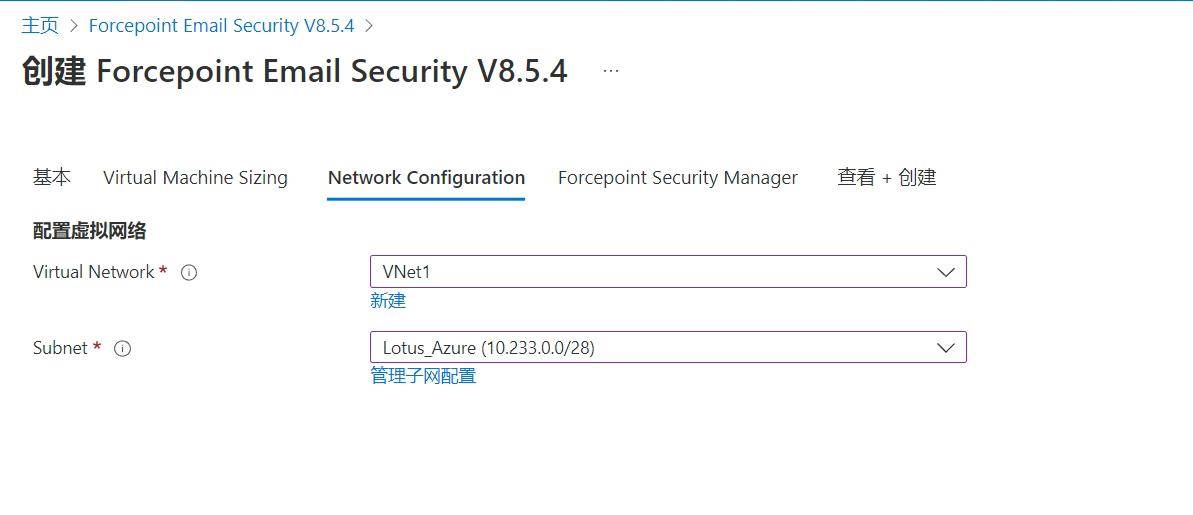 主页 > Forcepoint Email Security V8.5.4 >
创建 Forcepoint Email Security V8.5.4 ···
基本 Virtual Machine Sizing Network Configuration Forcepoint Security Manager 查看 + 创建
配置虚拟网络
Virtual Network * VNet1
新建
Subnet * Lotus_Azure (10.233.0.0/28)
管理子网配置